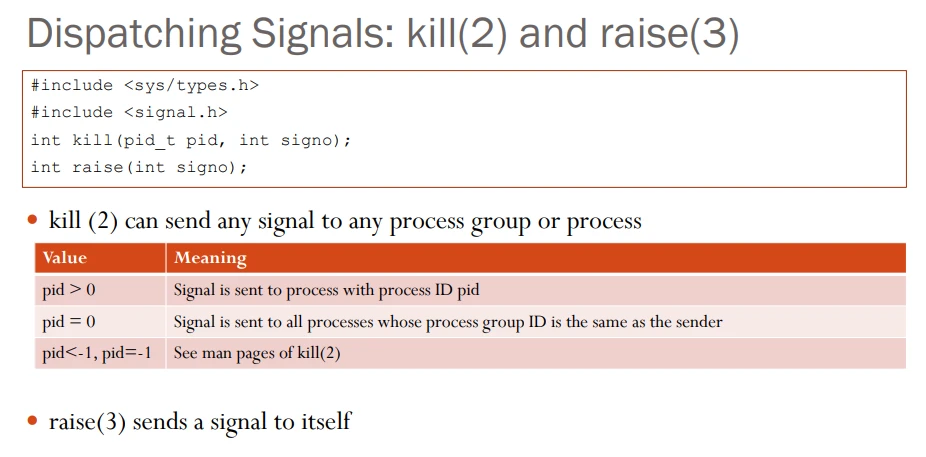 Dispatching Signals: kill(2) and raise(3)
#include <sys/types.h>
#include <signal.h>
int kill(pid_t pid, int signo);
int raise(int signo);
• kill (2) can send any signal to any process group or process
Value Meaning
pid > 0 Signal is sent to process with process ID pid
pid = 0 Signal is sent to all processes whose process group ID is the same as the sender
pid<-1, pid=-1 See man pages of kill(2)
• raise(3) sends a signal to itself